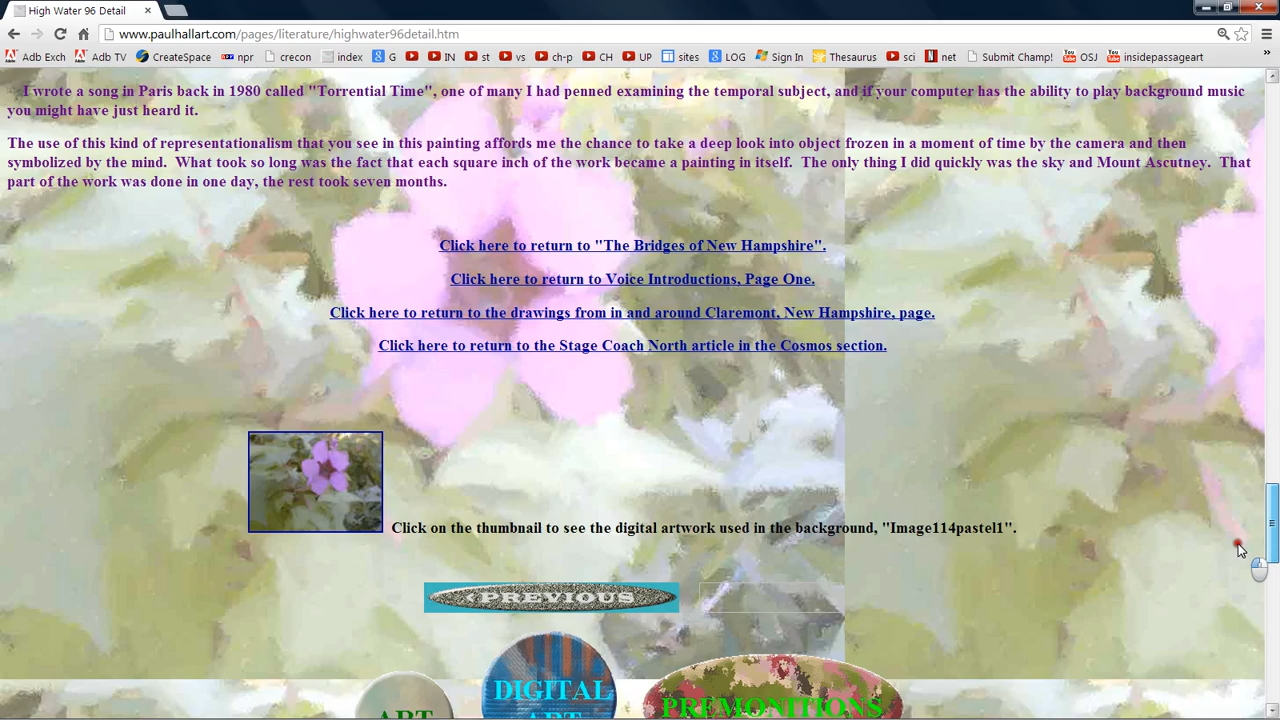 High Water 96 Detail
www.paulhallart.com/pages/literature/highwater96detail.htm
Adb Exch Adb TV CreateSpace npr crecon index G IN st vs ch-p CH UP sites LOG Sign In Thesaurus sci net Submit Champ! OSJ insidepassageart
I wrote a song in Paris back in 1980 called "Torrential Time", one of many I had penned examining the temporal subject, and if your computer has the ability to play background music
you might have just heard it.
The use of this kind of representationalism that you see in this painting affords me the chance to take a deep look into object frozen in a moment of time by the camera and then
symbolized by the mind. What took so long was the fact that each square inch of the work became a painting in itself. The only thing I did quickly was the sky and Mount Ascutney. That
part of the work was done in one day, the rest took seven months.
Click here to return to "The Bridges of New Hampshire".
Click here to return to Voice Introductions, Page One.
Click here to return to the drawings from in and around Claremont, New Hampshire, page.
Click here to return to the Stage Coach North article in the Cosmos section.
Click on the thumbnail to see the digital artwork used in the background, "Image114pastel1".
<PREVIOUS
DIGITAL
ART
ART
PREMONITIONS